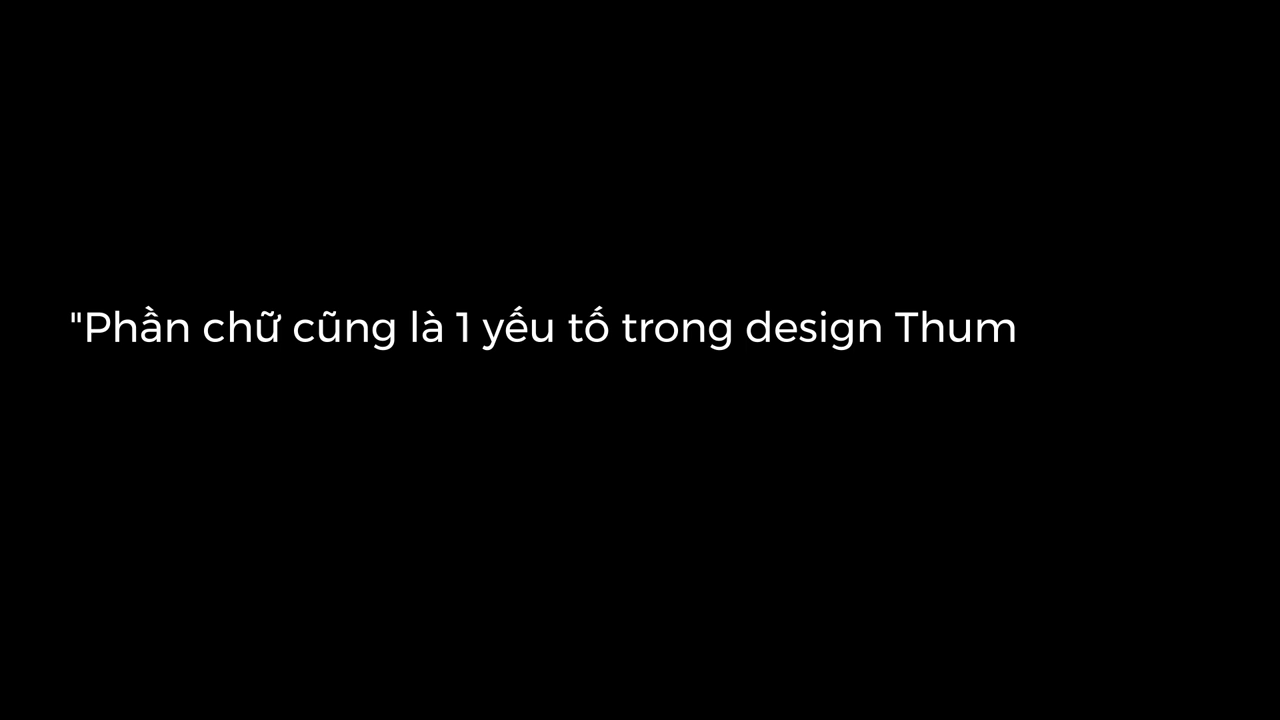 "Phần chữ cũng là 1 yếu tố trong design Thum